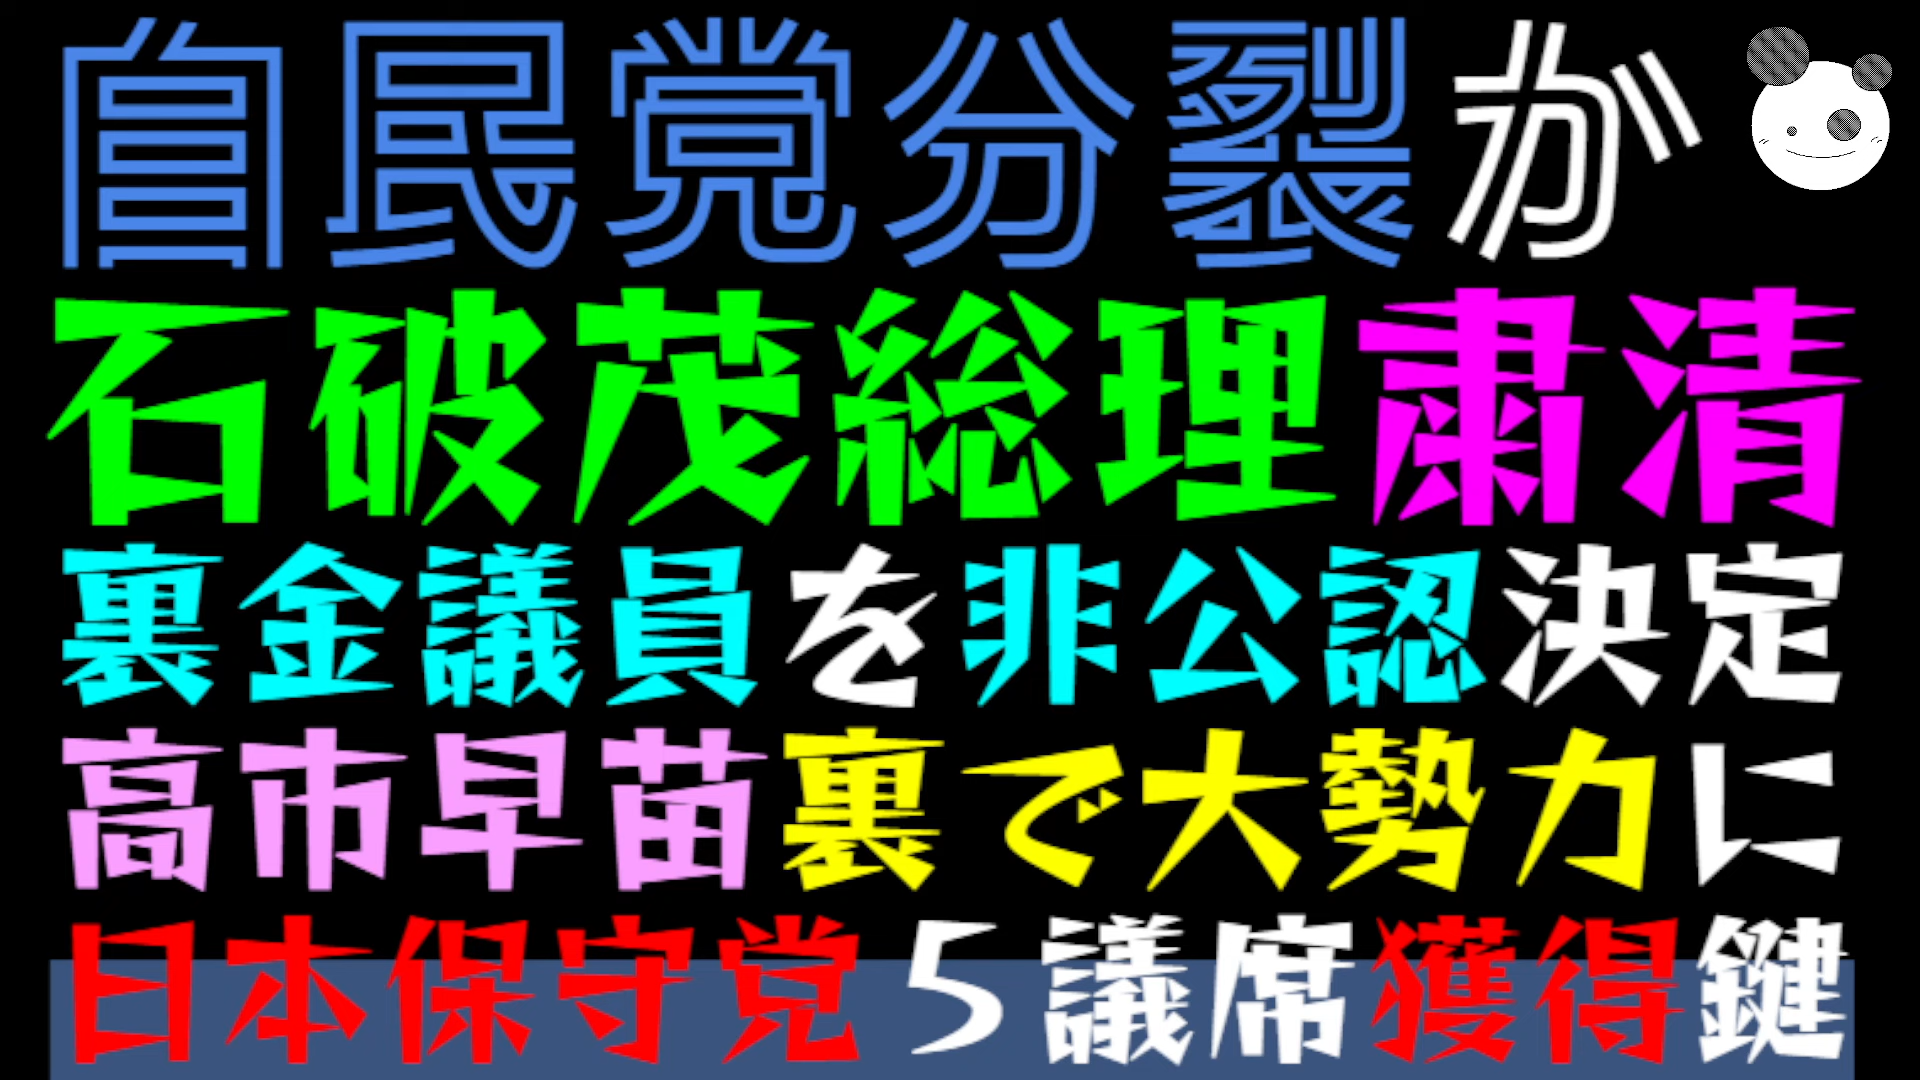 自民党分裂か
石破茂総理粛清
裏金議員を非公認決定
高市早苗裏で大勢力に
日本保守党５議席獲得鍵